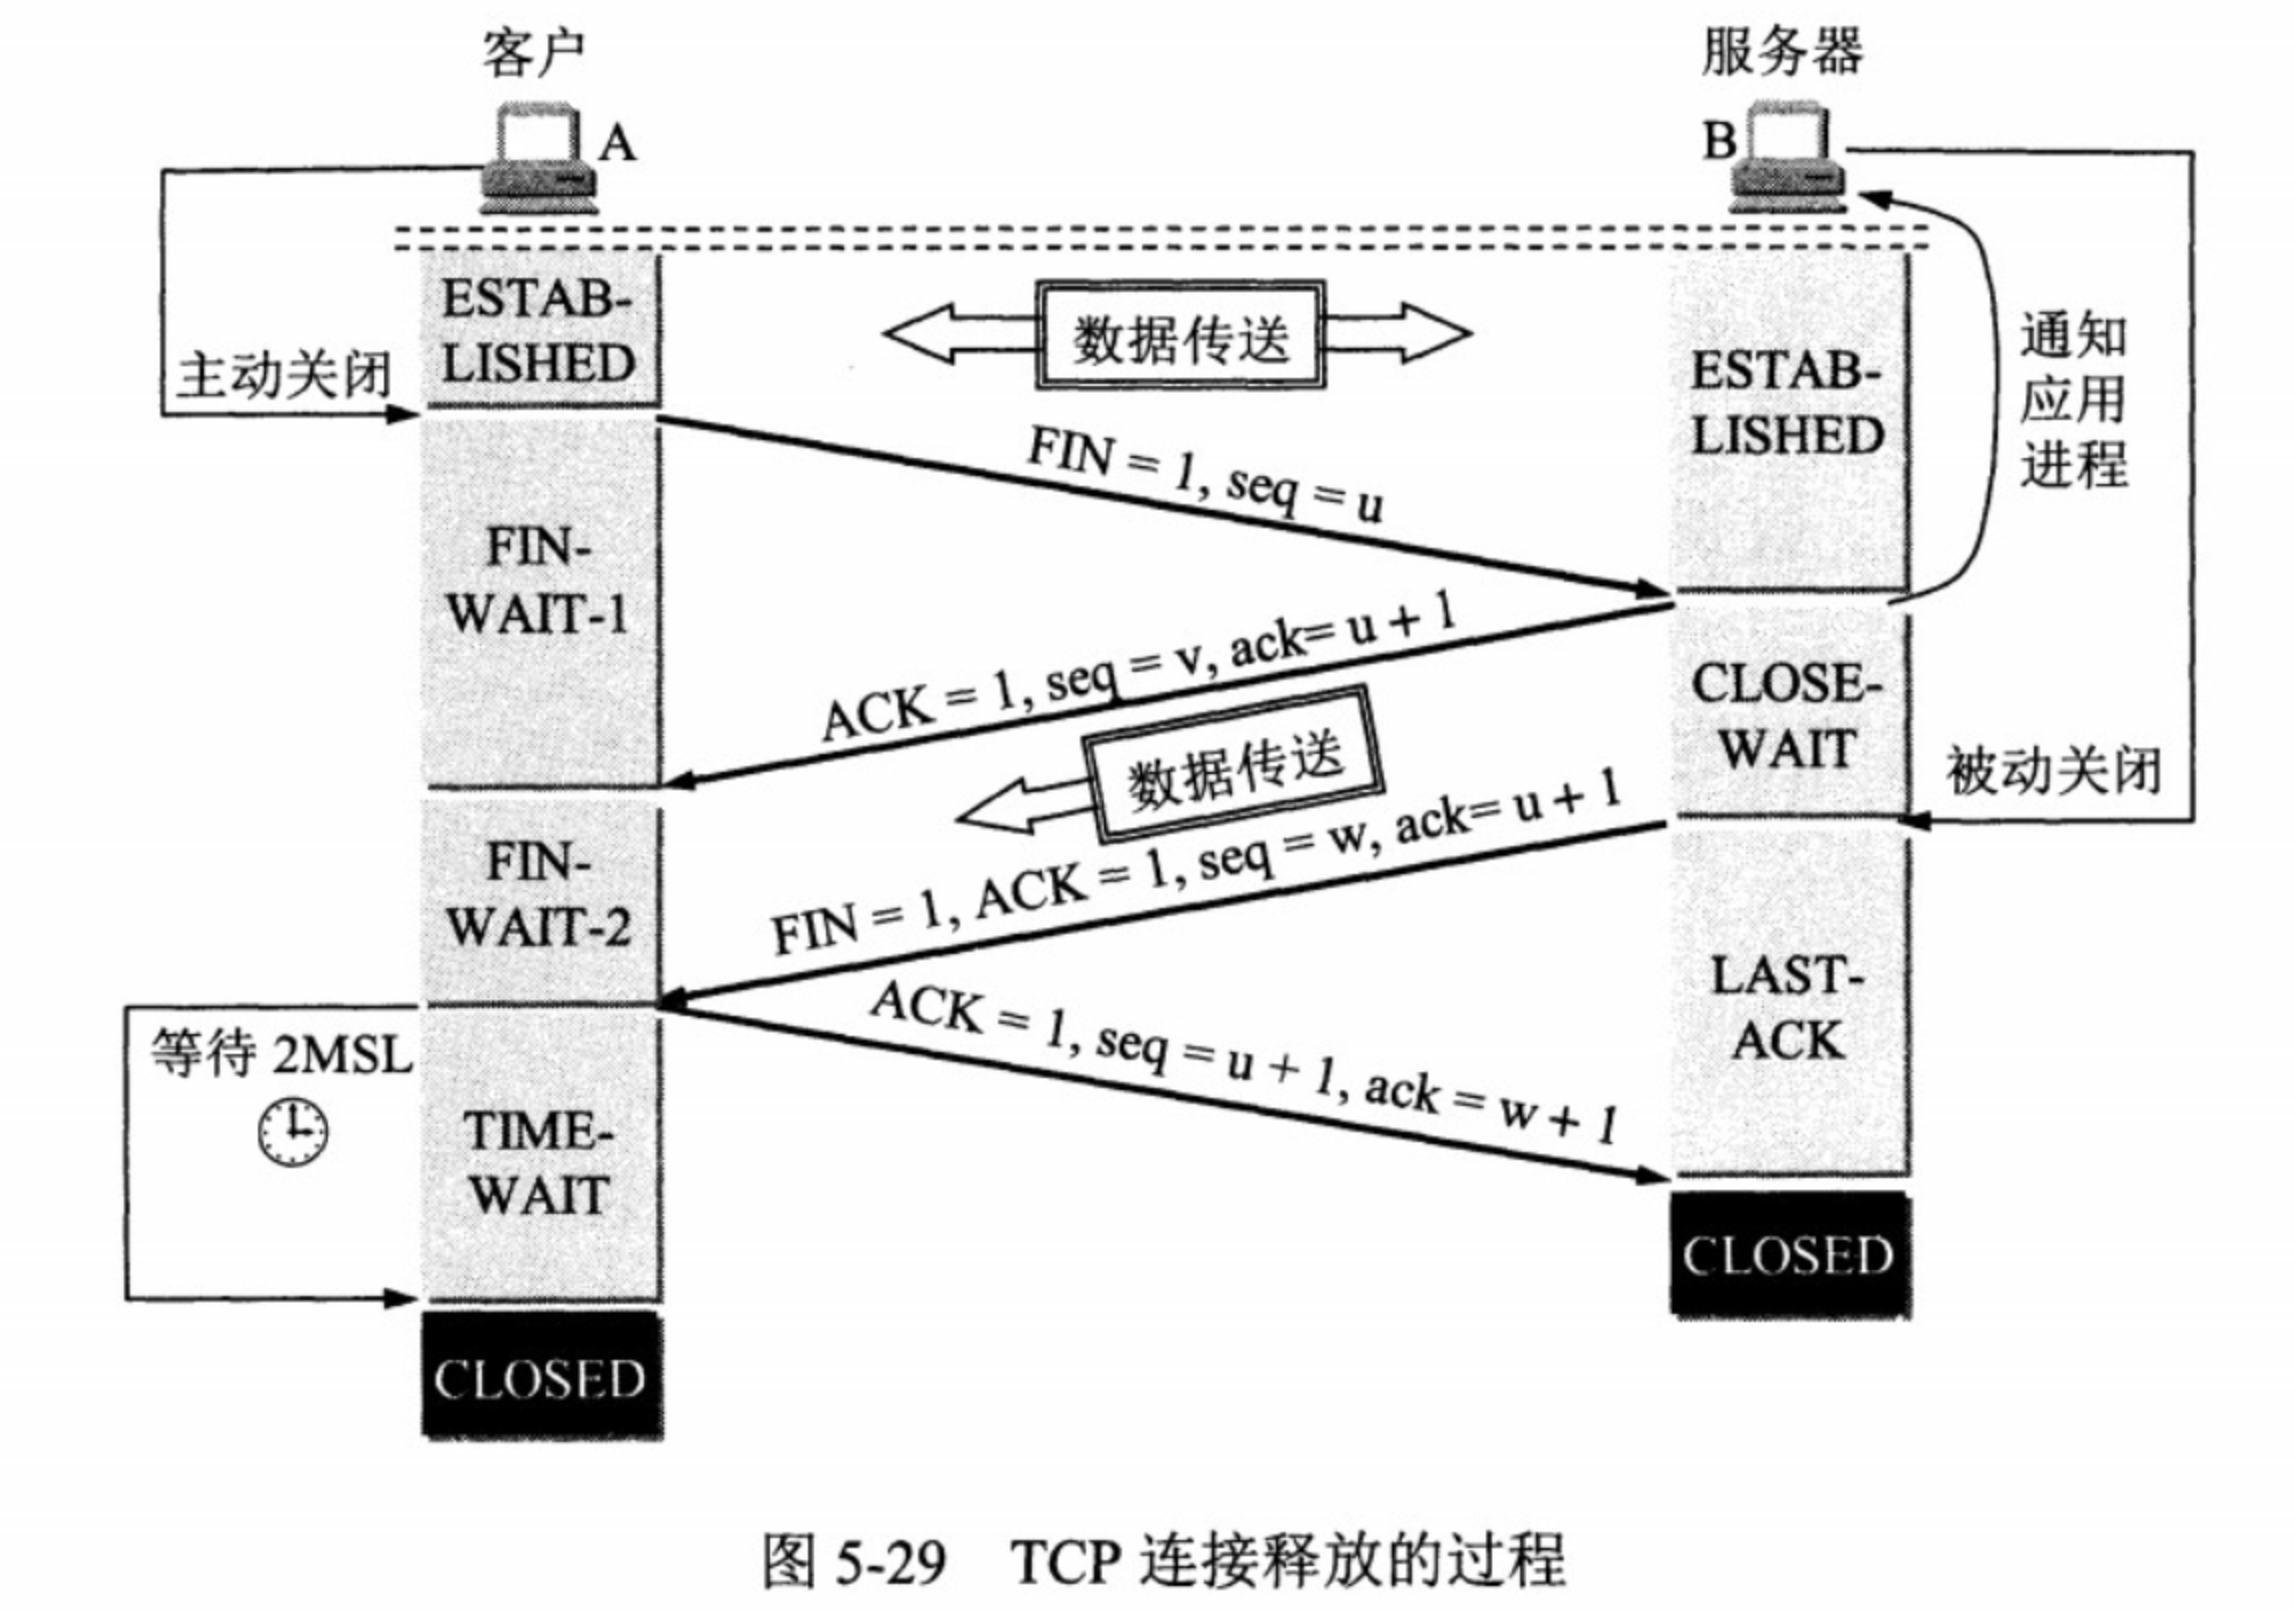 客户
服务器
A
B
ESTAB-
LISHED
数据传送
ESTAB-
LISHED
通知
应用
进程
主动关闭
FIN = 1, seq = u
FIN-
WAIT-1
ACK = 1, seq = v, ack= u + 1
CLOSE-
WAIT
数据传送
被动关闭
FIN-
WAIT-2
FIN = 1, ACK = 1, seq = w, ack= u + 1
LAST-
ACK
等待 2MSL
ACK = 1, seq = u + 1, ack = w + 1
TIME-
WAIT
CLOSED
CLOSED
图 5-29 TCP 连接释放的过程